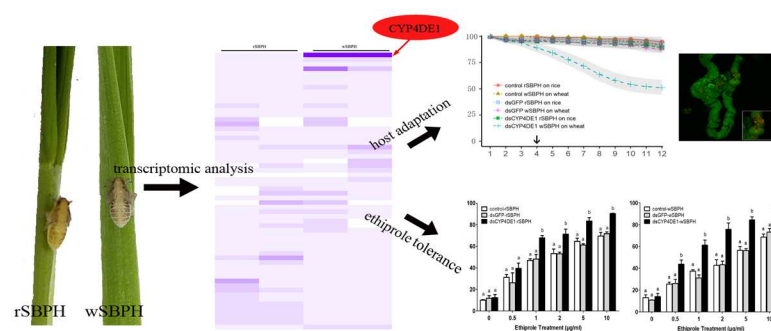 CYP4DE1
rSBPH wSBPH
transcriptomic analysis
host adaptation
ethiprole tolerance
rSBPH wSBPH
100
75
50
25
0
control rSBPH on rice
control wSBPH on wheat
dsGFP rSBPH on rice
dsGFP wSBPH on wheat
dsCYP4DE1 rSBPH on rice
dsCYP4DE1 wSBPH on wheat
1 2 3 4 5 6 7 8 9 10 11 12
100
80
60
40
20
0
control-rSBPH
dsGFP-rSBPH
dsCYP4DE1-rSBPH
a a a a a a a a b a a b a a b a a b
0 0.5 1 2 5 10
Ethiprole Treatment (µg/ml)
100
80
60
40
20
0
control-wSBPH
dsGFP-wSBPH
dsCYP4DE1-wSBPH
a a a a a b a a b a a b a a b a a
0 0.5 1 2 5 10
Ethiprole Treatment (µg/ml)